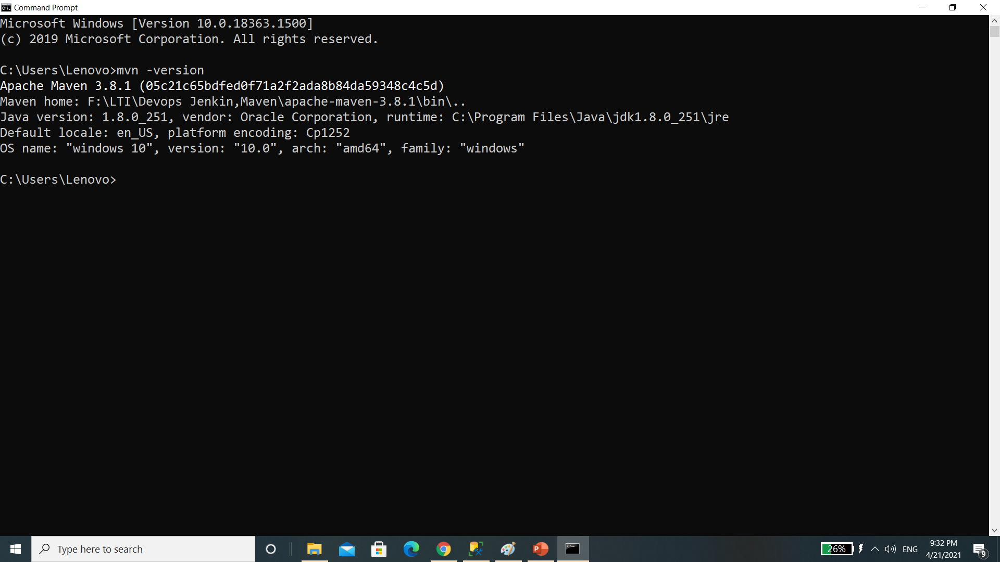 Command Prompt
Microsoft Windows [Version 10.0.18363.1500]
(c) 2019 Microsoft Corporation. All rights reserved.
C:\Users\Lenovo>mvn -version
Apache Maven 3.8.1 (05c21c65bdfed0f71a2f2ada8b84da59348c4c5d)
Maven home: F:\LTI\Devops Jenkin,Maven\apache-maven-3.8.1\bin\..
Java version: 1.8.0_251, vendor: Oracle Corporation, runtime: C:\Program Files\Java\jdk1.8.0_251\jre
Default locale: en_US, platform encoding: Cp1252
OS name: "windows 10", version: "10.0", arch: "amd64", family: "windows"
C:\Users\Lenovo>
Type here to search
26%
ENG
9:32 PM
4/21/2021
9